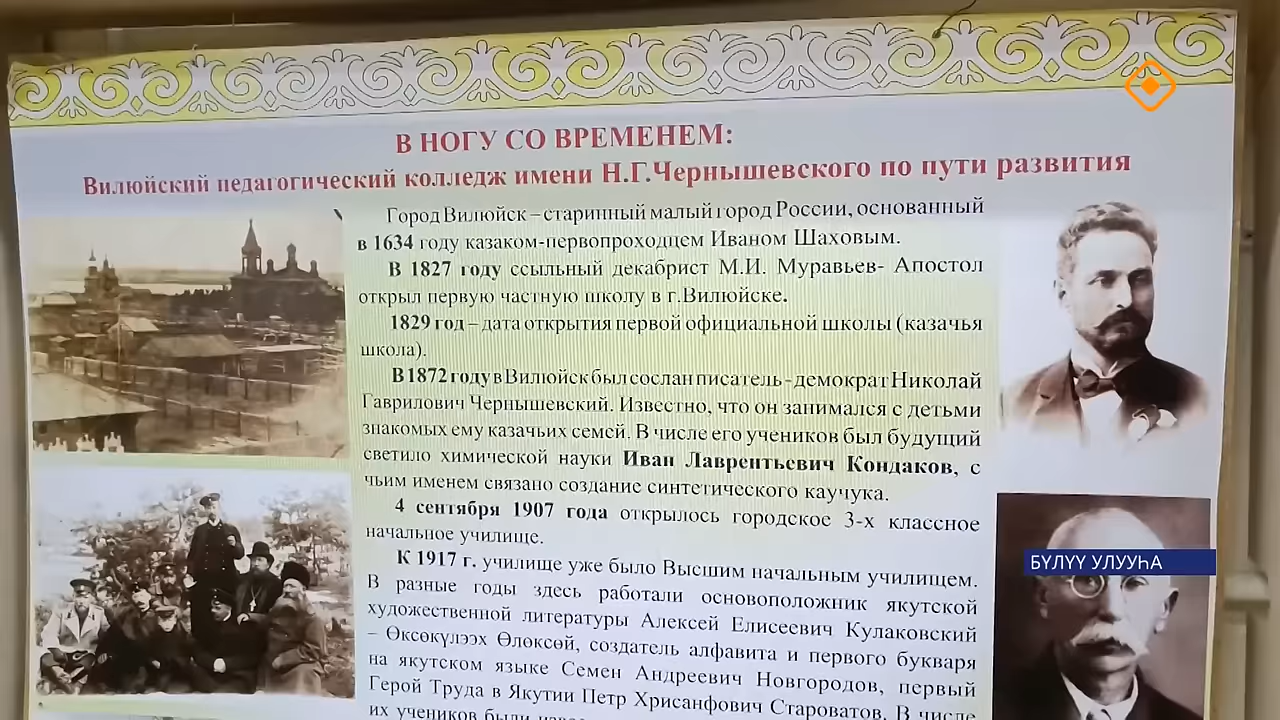 В НОГУ СО ВРЕМЕНЕМ:
Вилюйский педагогический колледж имени Н.Г.Чернышевского по пути развития
Город Вилюйск – старинный малый город России, основанный
в 1634 году казаком-первопроходцем Иваном Шаховым.
В 1827 году ссыльный декабрист М.И. Муравьев- Апостол
открыл первую частную школу в г.Вилюйске.
1829 год – дата открытия первой официальной школы (казачья
школа).
В 1872 году в Вилюйск был сослан писатель - демократ Николай
Гаврилович Чернышевский. Известно, что он занимался с детьми
знакомых ему казачьих семей. В числе его учеников был будущий
светило химической науки Иван Лаврентьевич Кондаков, с
чьим именем связано создание синтетического каучука.
4 сентября 1907 года открылось городское 3-х классное
начальное училище.
К 1917 г. училище уже было Высшим начальным училищем.
В разные годы здесь работали основоположник якутской
художественной литературы Алексей Елисеевич Кулаковский
– Өксөкүлээх Өлөксөй, создатель алфавита и первого букваря
на якутском языке Семен Андреевич Новгородов, первый
Герой Труда в Якутии Петр Хрисанфович Староватов. В числе
их учеников были
БҮЛҮҮ УЛУУҺА